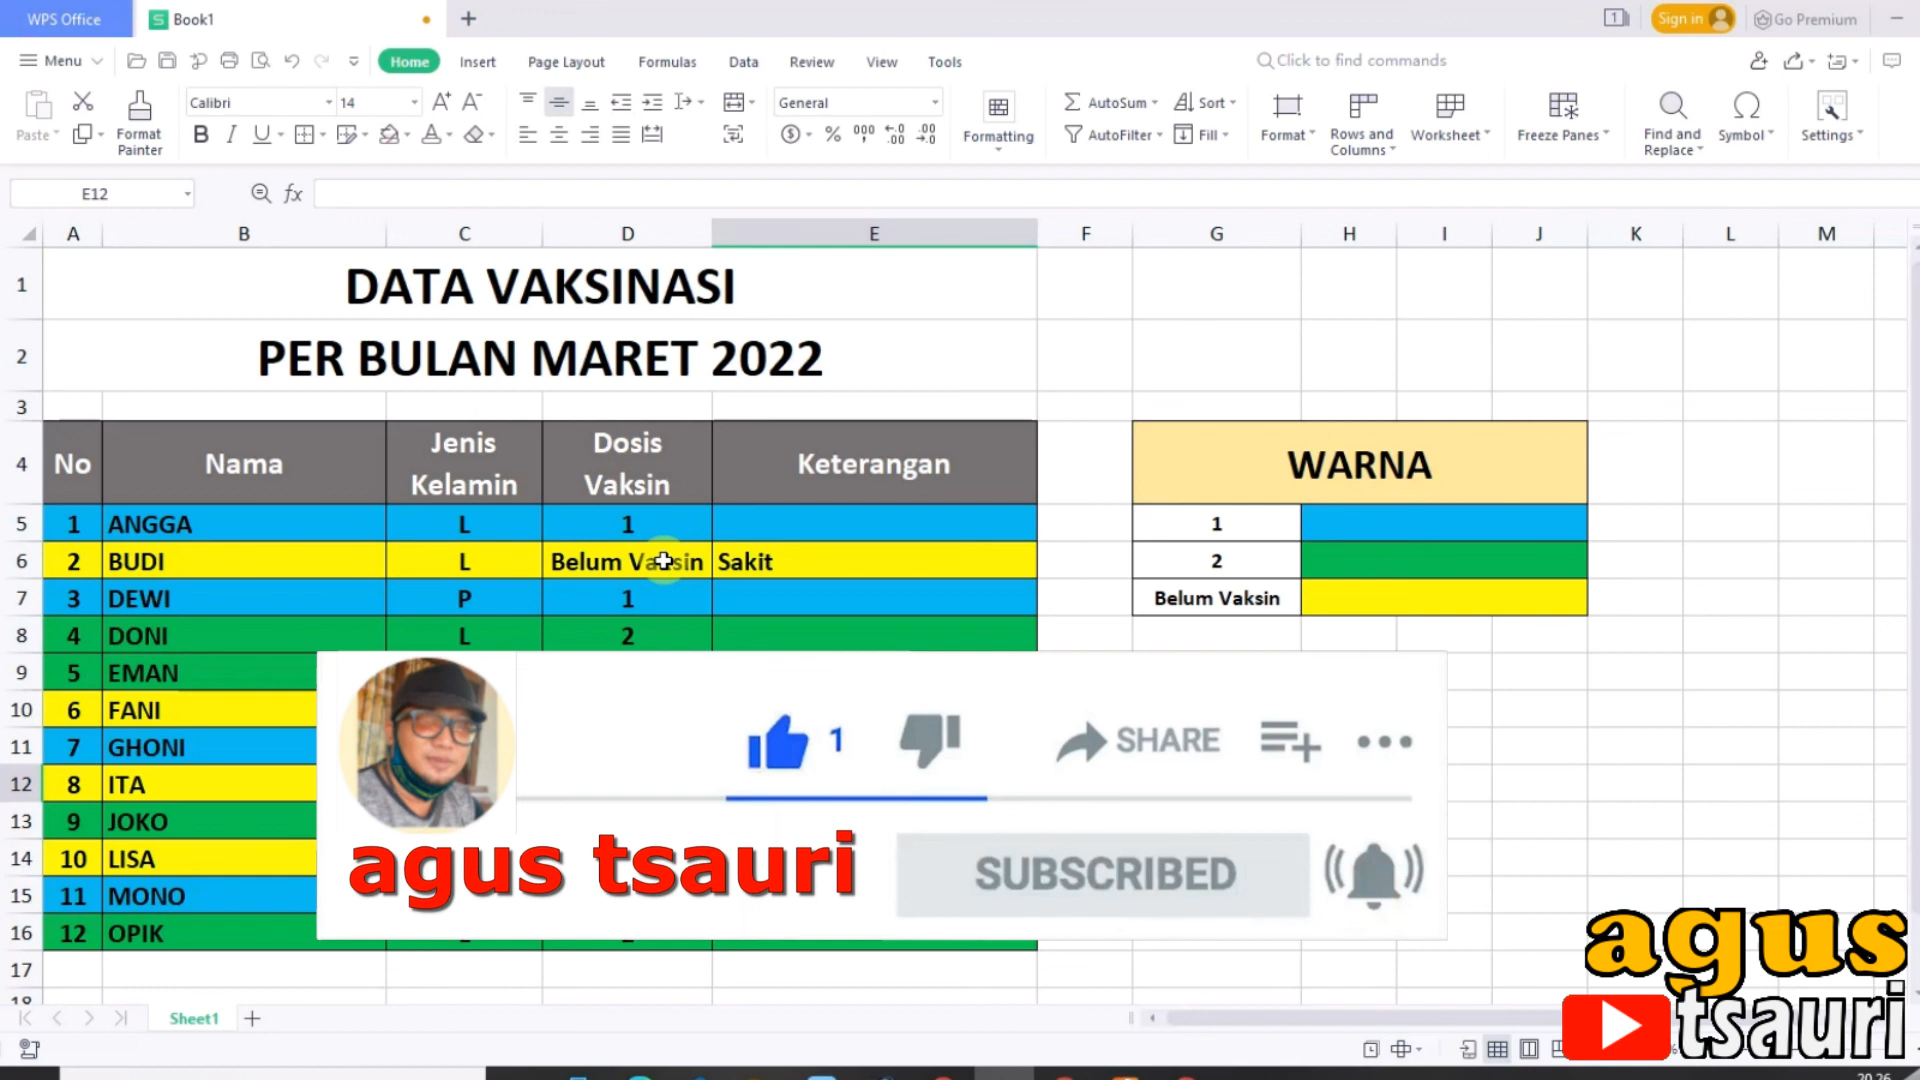 WPS Office
Book1
1
Sign in
Go Premium
Menu
Home
Insert
Page Layout
Formulas
Data
Review
View
Tools
Click to find commands
Paste
Format Painter
Calibri
14
General
Formatting
AutoSum
AutoFilter
Sort
Fill
Format
Rows and Columns
Worksheet
Freeze Panes
Find and Replace
Symbol
Settings
E12
fx
A B C D E F G H I J K L M
1 DATA VAKSINASI
2 PER BULAN MARET 2022
3
4 No Nama Jenis Kelamin Dosis Vaksin Keterangan WARNA
5 1 ANGGA L 1 1
6 2 BUDI L Belum Vaksin Sakit 2
7 3 DEWI P 1 Belum Vaksin
8 4 DONI L 2
9 5 EMAN
10 6 FANI
11 7 GHONI
12 8 ITA
13 9 JOKO
14 10 LISA
15 11 MONO
16 12 OPIK
17
18
1
SHARE
agus tsauri
SUBSCRIBED
agus
tsauri
Sheet1
20.26